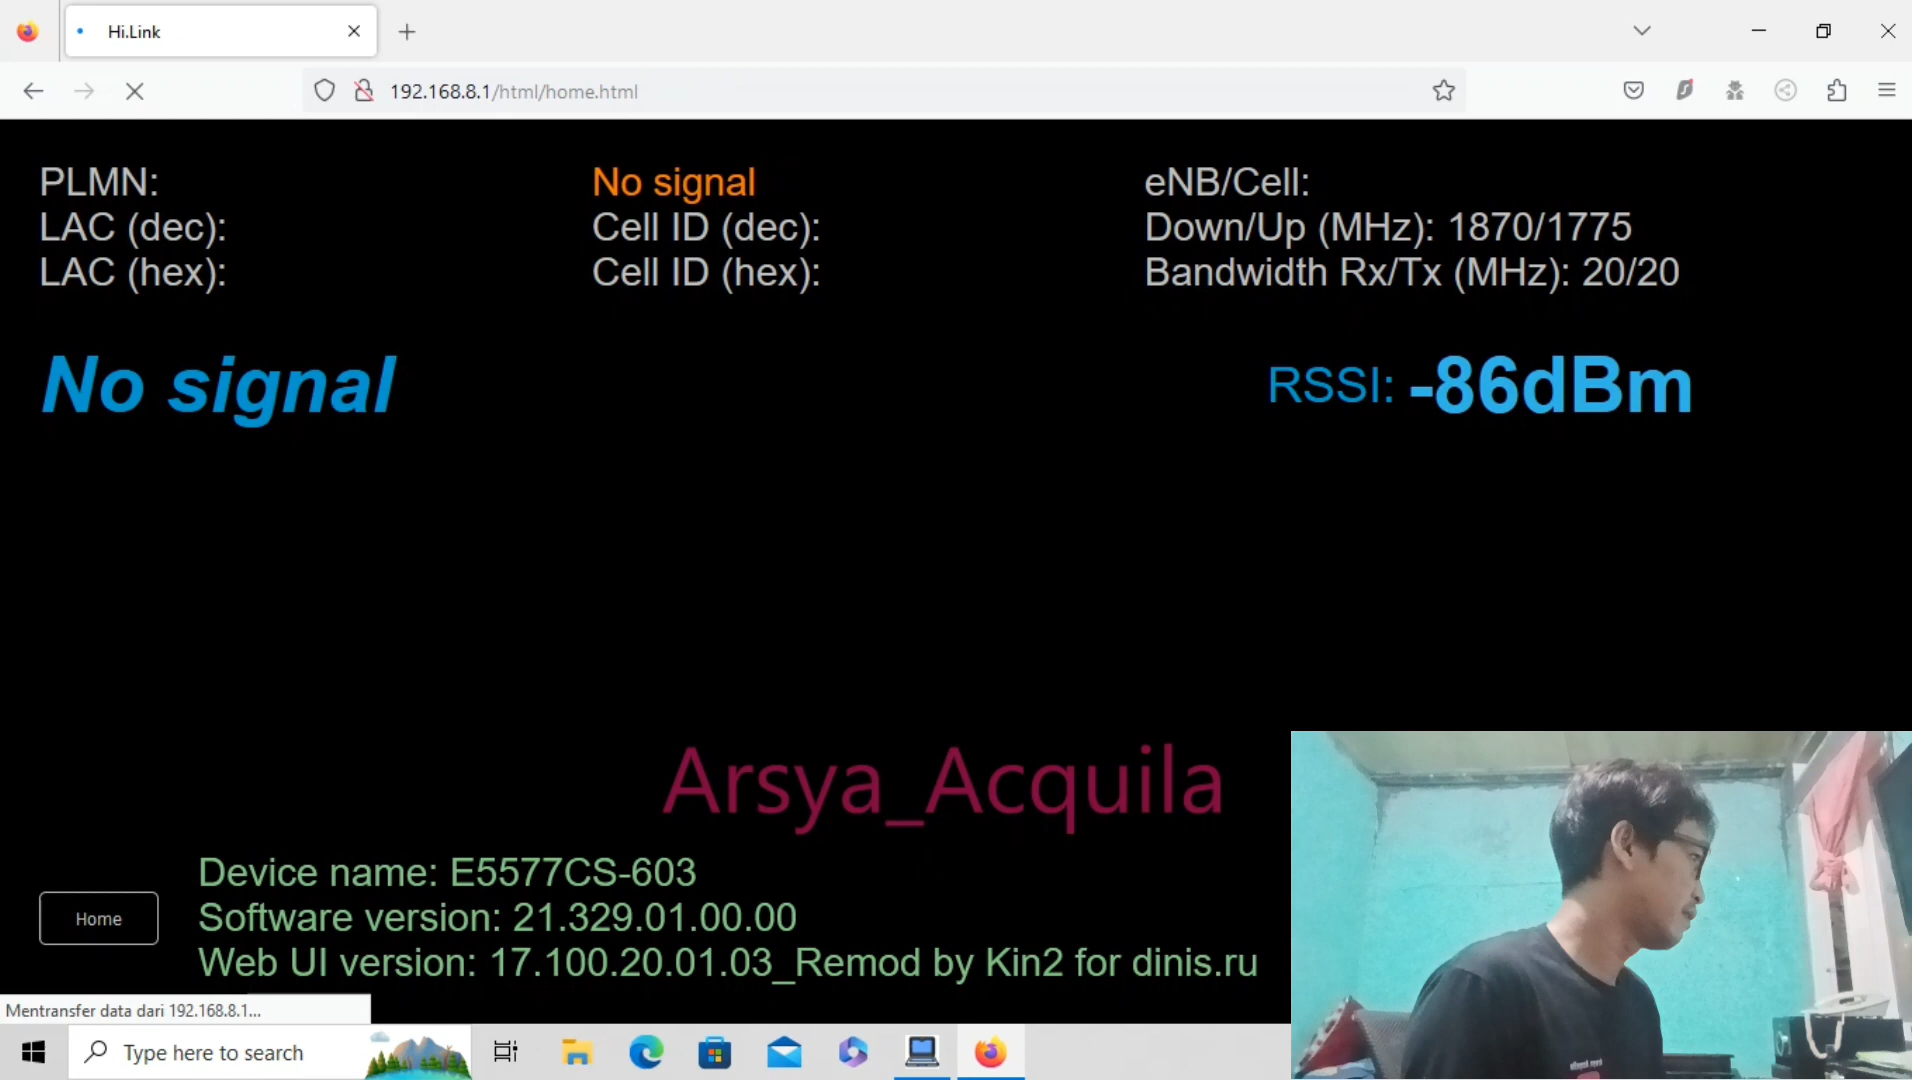 Hi.Link
192.168.8.1/html/home.html
PLMN:
No signal
eNB/Cell:
LAC (dec):
Cell ID (dec):
Down/Up (MHz): 1870/1775
LAC (hex):
Cell ID (hex):
Bandwidth Rx/Tx (MHz): 20/20
No signal
RSSI: -86dBm
Arsya_Acquila
Home
Device name: E5577CS-603
Software version: 21.329.01.00.00
Web UI version: 17.100.20.01.03_Remod by Kin2 for dinis.ru
Mentransfer data dari 192.168.8.1...
Type here to search